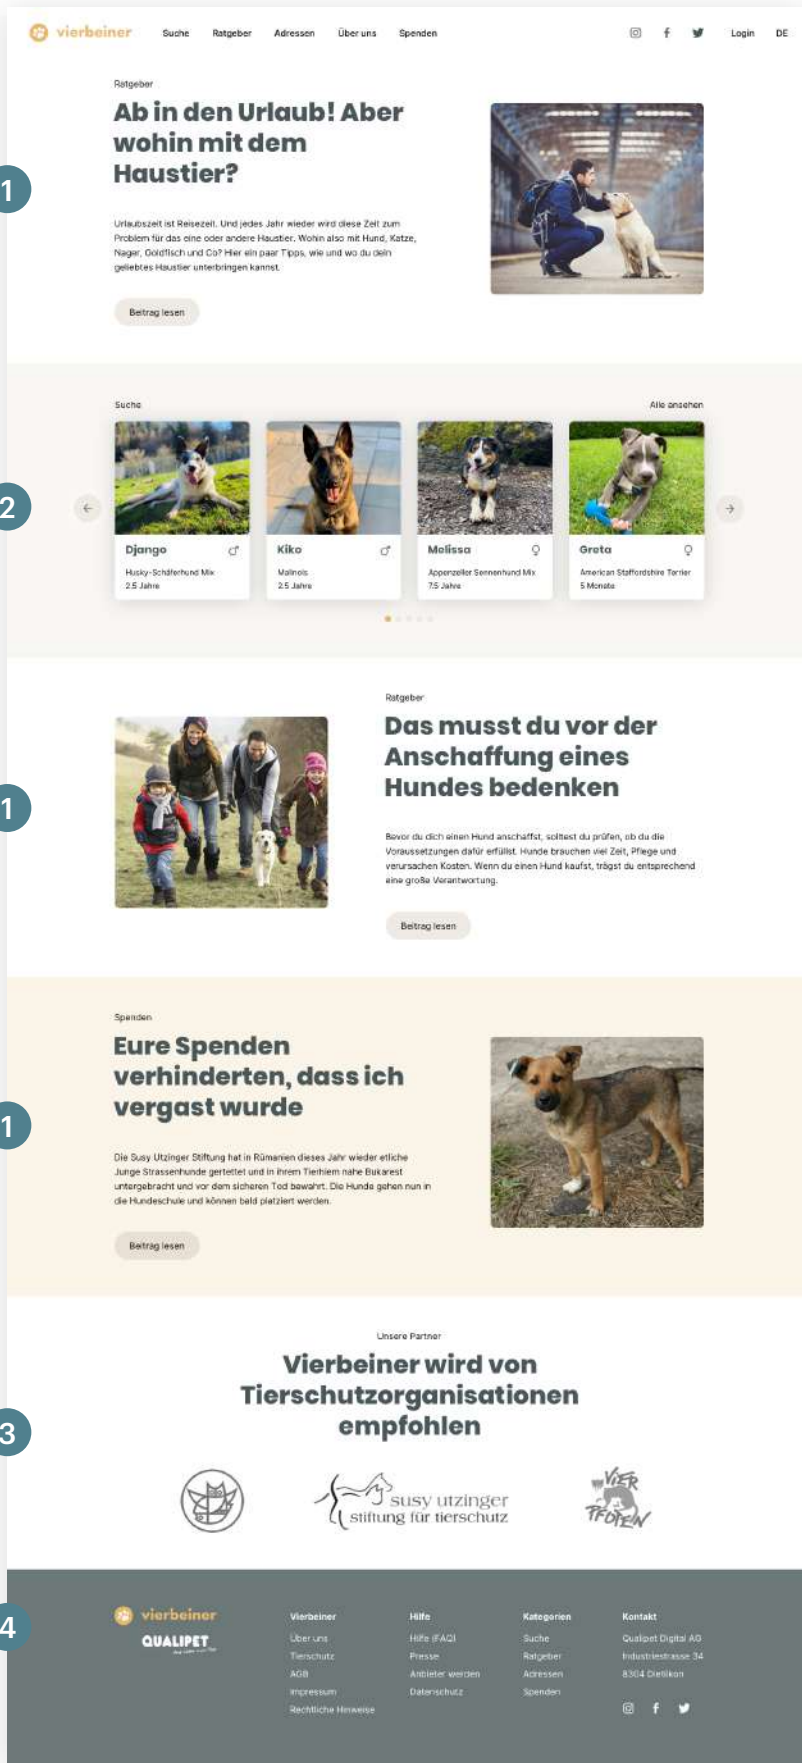 vierbeiner Suche Ratgeber Adressen Über uns Spenden Login DE
Ratgeber
Ab in den Urlaub! Aber
wohin mit dem
Haustier?
1
Urlaubszeit ist Reisezeit. Und jedes Jahr wieder wird diese Zeit zum
Problem für das eine oder andere Haustier. Wohin also mit Hund, Katze,
Nager, Goldfisch und Co? Hier ein paar Tipps, wie und wo du dein
geliebtes Haustier unterbringen kannst.
Beitrag lesen
Suche Alle ansehen
2
Django
Husky-Schäferhund Mix
2.5 Jahre
Kiko
Malinois
2.5 Jahre
Melissa
Appenzeller Sennenhund Mix
7.5 Jahre
Greta
American Staffordshire Terrier
5 Monate
Ratgeber
Das musst du vor der
Anschaffung eines
Hundes bedenken
1
Bevor du dich einen Hund anschaffst, solltest du prüfen, ob du die
Voraussetzungen dafür erfüllst. Hunde brauchen viel Zeit, Pflege und
verursachen Kosten. Wenn du einen Hund kaufst, trägst du entsprechend
eine große Verantwortung.
Beitrag lesen
Spenden
Eure Spenden
verhinderten, dass ich
vergast wurde
1
Die Susy Utzinger Stiftung hat in Rümanien dieses Jahr wieder etliche
Junge Strassenhunde gertettet und in ihrem Tierhiem nahe Bukarest
untergebracht und vor dem sicheren Tod bewahrt. Die Hunde gehen nun in
die Hundeschule und können bald platziert werden.
Beitrag lesen
Unsere Partner
Vierbeiner wird von
Tierschutzorganisationen
empfohlen
3
susy utzinger
stiftung für tierschutz
VIER
PFOTEN
4
vierbeiner
QUALIPET
Vierbeiner
Über uns
Tierschutz
AGB
Impressum
Rechtliche Hinweise
Hilfe
Hilfe (FAQ)
Presse
Anbieter werden
Datenschutz
Kategorien
Suche
Ratgeber
Adressen
Spenden
Kontakt
Qualipet Digital AG
Industriestrasse 34
8304 Dietlikon